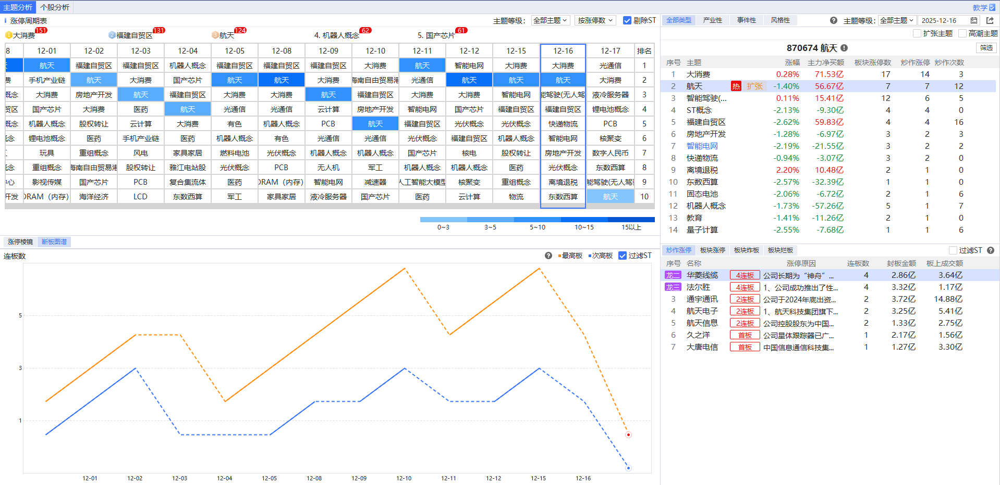 主题分析 个股分析 教学
涨停周期表 主题等级: 全部主题 按涨停数 剔除ST
1 大消费 151 2 福建自贸区 131 3 航天 124 4. 机器人概念 62 5. 国产芯片 61
8 12-01 12-02 12-03 12-04 12-05 12-08 12-09 12-10 12-11 12-12 12-15 12-16 12-17 排名
航天 福建自贸区 福建自贸区 机器人概念 福建自贸区 福建自贸区 福建自贸区 大消费 航天 智能电网 大消费 大消费 光通信 1
费 手机产业链 航天 大消费 国产芯片 航天 航天 大消费 海南自由贸易港 光通信 航天 航天 航天 大消费 2
概念 大消费 房地产开发 航天 福建自贸区 大消费 大消费 航天 福建自贸区 大消费 大消费 智能电网 能驾驶(无人驾 液冷服务器 3
贸区 国产芯片 大消费 医药 航天 光通信 光通信 云计算 房地产开发 智能电网 国产芯片 福建自贸区 福建自贸区 锂电池概念 4
概念 机器人概念 股权转让 云计算 大消费 有色 机器人概念 PCB 航天 福建自贸区 光伏概念 光伏概念 快递物流 PCB 5
念 锂电池概念 医药 手机产业链 医药 机器人概念 有色 光通信 光通信 光伏概念 福建自贸区 机器人概念 智能电网 核聚变 6
玩具 重组概念 风电 家具家居 燃料电池 光伏概念 机器人概念 机器人概念 国产芯片 核电 股权转让 房地产开发 数字人民币 7
念 重组概念 海南自由贸易港 股权转让 雅江电站股 光伏概念 PCB 无人机 军工 机器人概念 机器人概念 医药 光伏概念 东数西算 8
心 影视传媒 国产芯片 PCB 复合集流体 医药 DRAM（内存） 智能电网 减速器 人工智能大模型 核聚变 重组概念 离境退税 能驾驶(无人驾 9
开发 DRAM（内存） 海洋经济 LCD 东数西算 军工 家具家居 液冷服务器 国产芯片 医药 云计算 物流 东数西算 航天 10
0~3 3~5 5~10 10~15 15以上
涨停棱镜 断板图谱
连板数 最高板 次高板 过滤ST
5
3
1
12-01 12-02 12-03 12-04 12-05 12-08 12-09 12-10 12-11 12-12 12-15 12-16
全部类型 产业性 事件性 风格性 主题等级: 全部主题 2025-12-16
扩张主题 高潮主题
870674 航天 筛选
序号 主题 涨幅 主力净买额 板块涨停数 炒作涨停 炒作次数
1 大消费 0.28% 71.53亿 17 14 3
2 航天 热 扩张 -1.40% 56.67亿 7 7 12
3 智能驾驶(... 0.11% 15.41亿 12 6 5
4 ST概念 -2.13% -9.30亿 4 4 0
5 福建自贸区 -2.62% 59.83亿 4 4 16
6 房地产开发 -1.28% -6.97亿 3 2 3
7 智能电网 -2.19% -21.55亿 3 2 2
8 快递物流 -0.94% -3.07亿 3 2 0
9 离境退税 2.20% 10.48亿 2 1 0
10 东数西算 -2.57% -32.39亿 1 1 0
11 固态电池 -2.06% -6.72亿 2 1 6
12 机器人概念 -1.73% -57.26亿 5 1 7
13 教育 -1.41% -11.26亿 2 1 0
14 量子计算 -2.55% -7.68亿 1 1 6
炒作涨停 板块涨停 板块炸板 板块烂板 过滤ST
序号 名称 涨停原因 连板数 封板金额 板上成交额
龙二 华菱线缆 4连板 公司长期为“神舟”... 4 2.86亿 3.64亿
龙三 法尔胜 4连板 1、公司成功推出了性... 4 3.32亿 1.17亿
3 通宇通讯 2连板 公司于2024年底出资... 2 3.72亿 14.88亿
4 航天电子 2连板 1、航天科技集团旗下... 2 3.25亿 5.41亿
5 航天信息 2连板 公司控股股东为中国... 2 1.33亿 2.75亿
6 久之洋 首板 公司星体跟踪器已广... 1 2.17亿 1.56亿
7 大唐电信 首板 中国信息通信科技集... 1 1.27亿 3.30亿